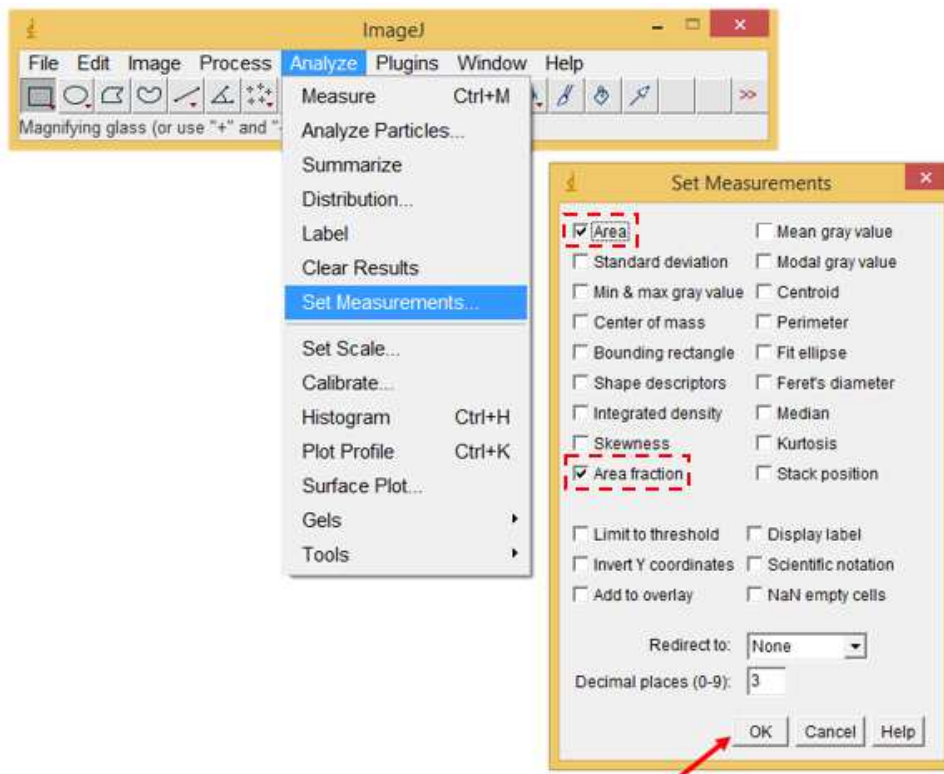 ImageJ
File Edit Image Process Analyze Plugins Window Help
>>
Magnifying glass (or use "+" and "-
Measure Ctrl+M
Analyze Particles...
Summarize
Distribution...
Label
Clear Results
Set Measurements...
Set Scale...
Calibrate...
Histogram Ctrl+H
Plot Profile Ctrl+K
Surface Plot...
Gels
Tools
Set Measurements
Area Mean gray value
Standard deviation Modal gray value
Min & max gray value Centroid
Center of mass Perimeter
Bounding rectangle Fit ellipse
Shape descriptors Feret's diameter
Integrated density Median
Skewness Kurtosis
Area fraction Stack position
Limit to threshold Display label
Invert Y coordinates Scientific notation
Add to overlay NaN empty cells
Redirect to: None
Decimal places (0-9): 3
OK Cancel Help